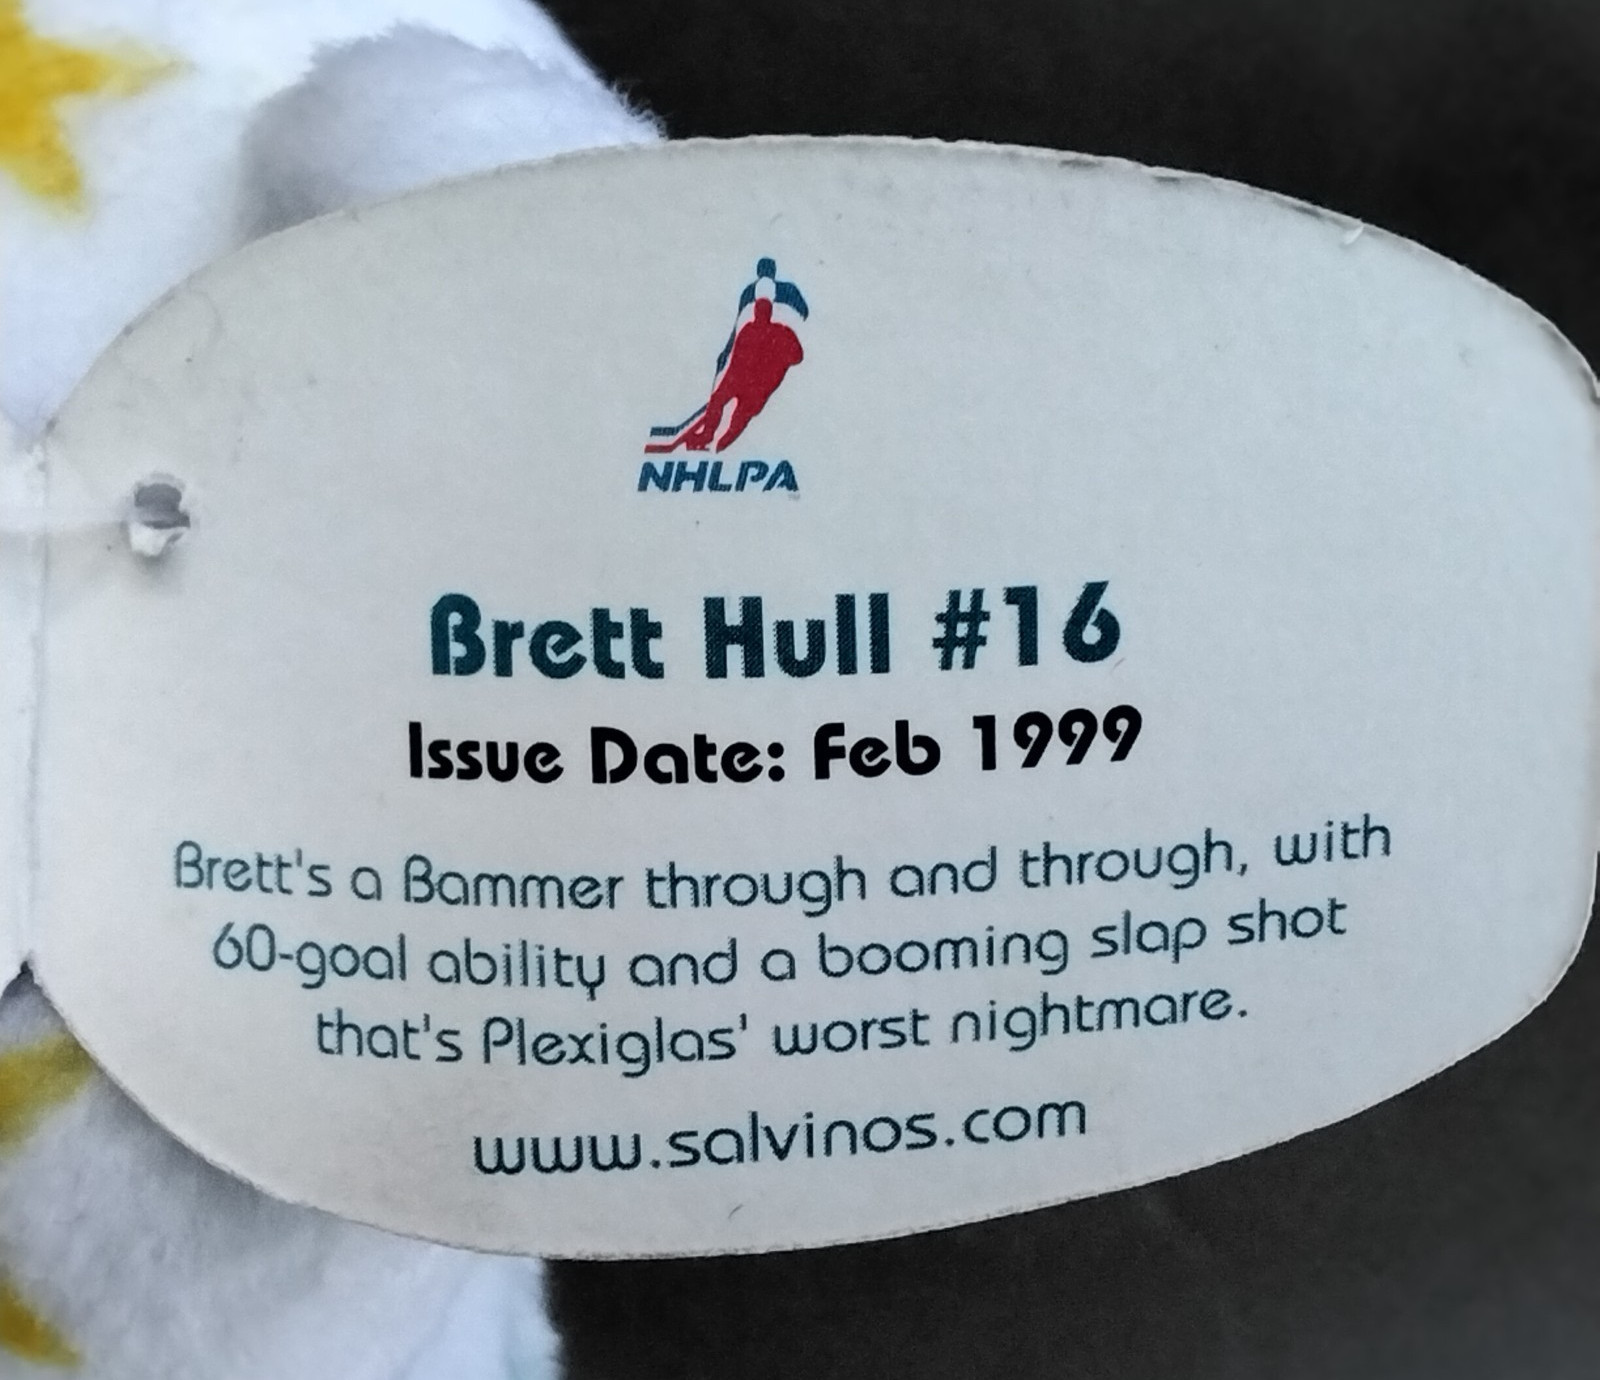 NHLPA
Brett Hull #16
Issue Date: Feb 1999
Brett's a Bammer through and through, with
60-goal ability and a booming slap shot
that's Plexiglas' worst nightmare.
www.salvinos.com